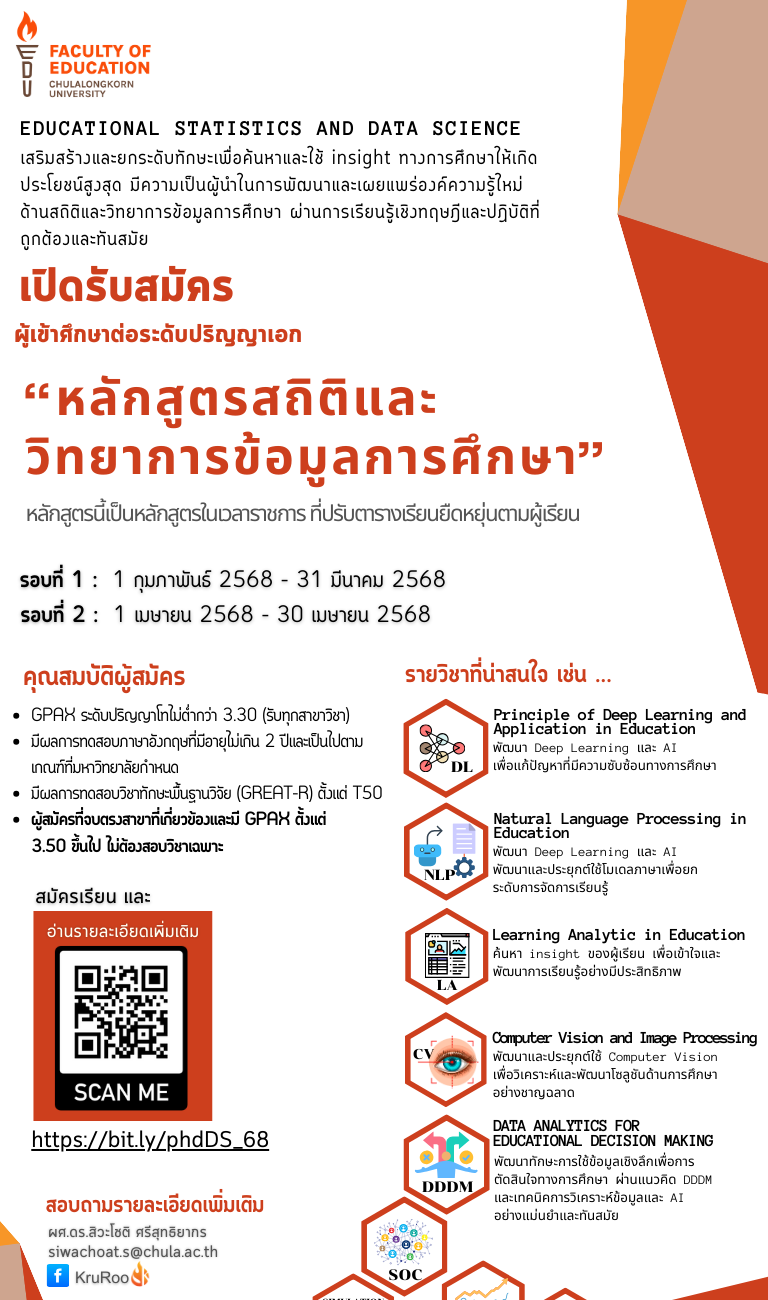 FACULTY OF
EDUCATION
CHULALONGKORN
UNIVERSITY
EDU
EDUCATIONAL STATISTICS AND DATA SCIENCE
เสริมสร้างและยกระดับทักษะเพื่อค้นหาและใช้ insight ทางการศึกษาให้เกิด
ประโยชน์สูงสุด มีความเป็นผู้นำในการพัฒนาและเผยแพร่องค์ความรู้ใหม่
ด้านสถิติและวิทยาการข้อมูลการศึกษา ผ่านการเรียนรู้เชิงทฤษฎีและปฏิบัติที่
ถูกต้องและทันสมัย
เปิดรับสมัคร
ผู้เข้าศึกษาต่อระดับปริญญาเอก
“หลักสูตรสถิติและ
วิทยาการข้อมูลการศึกษา”
หลักสูตรนี้เป็นหลักสูตรในเวลาราชการ ที่ปรับตารางเรียนยืดหยุ่นตามผู้เรียน
รอบที่ 1 : 1 กุมภาพันธ์ 2568 - 31 มีนาคม 2568
รอบที่ 2 : 1 เมษายน 2568 - 30 เมษายน 2568
คุณสมบัติผู้สมัคร
• GPAX ระดับปริญญาโทไม่ต่ำกว่า 3.30 (รับทุกสาขาวิชา)
• มีผลการทดสอบภาษาอังกฤษที่มีอายุไม่เกิน 2 ปีและเป็นไปตาม
เกณฑ์ที่มหาวิทยาลัยกำหนด
• มีผลการทดสอบวิชาทักษะพื้นฐานวิจัย (GREAT-R) ตั้งแต่ T50
• ผู้สมัครที่จบตรงสาขาที่เกี่ยวข้องและมี GPAX ตั้งแต่
3.50 ขึ้นไป ไม่ต้องสอบวิชาเฉพาะ
สมัครเรียน และ
อ่านรายละเอียดเพิ่มเติม
SCAN ME
https://bit.ly/phdDS_68
สอบถามรายละเอียดเพิ่มเติม
ผศ.ดร.สิวะโชติ ศรีสุทธิยากร
siwachoat.s@chula.ac.th
KruRoo
รายวิชาที่น่าสนใจ เช่น ...
DL
Principle of Deep Learning and
Application in Education
พัฒนา Deep Learning และ AI
เพื่อแก้ปัญหาที่มีความซับซ้อนทางการศึกษา
NLP
Natural Language Processing in
Education
พัฒนา Deep Learning และ AI
พัฒนาและประยุกต์ใช้โมเดลภาษาเพื่อยก
ระดับการจัดการเรียนรู้
LA
Learning Analytic in Education
ค้นหา insight ของผู้เรียน เพื่อเข้าใจและ
พัฒนาการเรียนรู้อย่างมีประสิทธิภาพ
CV
Computer Vision and Image Processing
พัฒนาและประยุกต์ใช้ Computer Vision
เพื่อวิเคราะห์และพัฒนาโซลูชันด้านการศึกษา
อย่างชาญฉลาด
DDDM
DATA ANALYTICS FOR
EDUCATIONAL DECISION MAKING
พัฒนาทักษะการใช้ข้อมูลเชิงลึกเพื่อการ
ตัดสินใจทางการศึกษา ผ่านแนวคิด DDDM
และเทคนิคการวิเคราะห์ข้อมูลและ AI
อย่างแม่นยำและทันสมัย
SOC